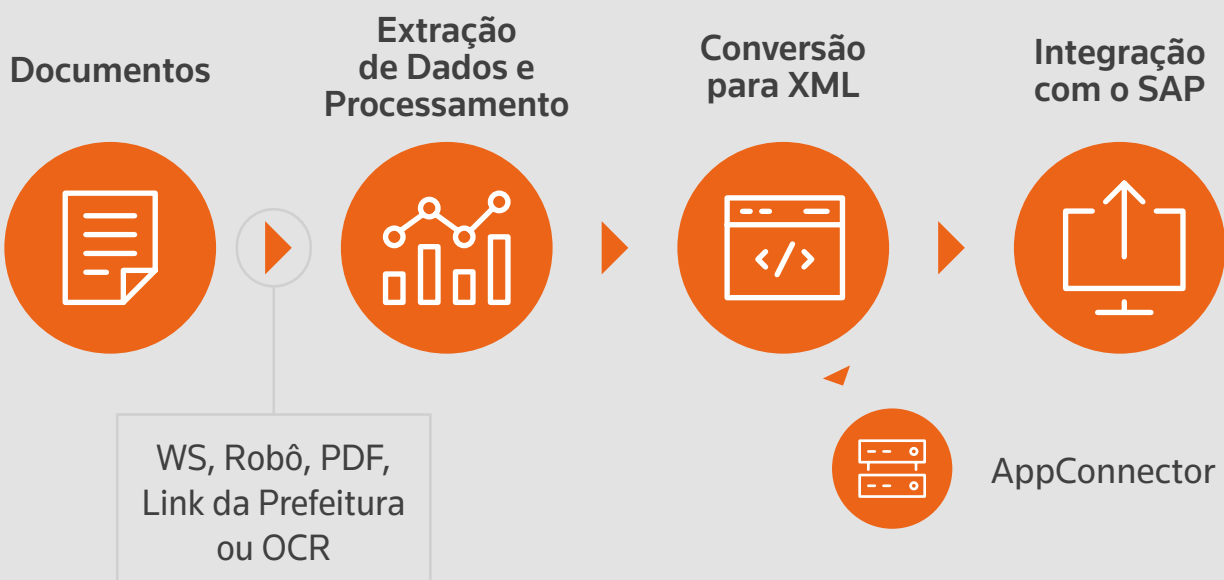 Documentos
Extração
de Dados e
Processamento
Conversão
para XML
Integração
com o SAP
</>
WS, Robô, PDF,
Link da Prefeitura
ou OCR
AppConnector